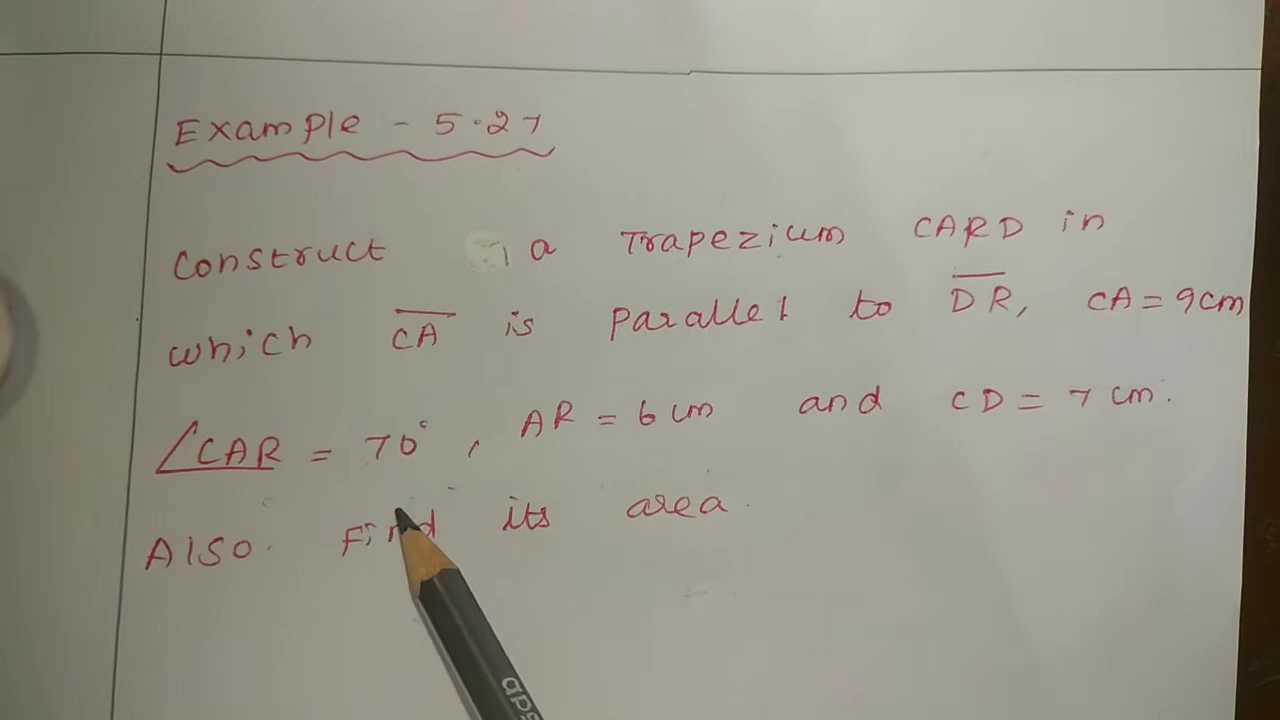 Example - 5.27
Construct a Trapezium CARD in
which CA is parallel to DR, CA = 9cm
∠CAR = 70°, AR = 6 cm and CD = 7 cm.
Also. Find its area.
aps